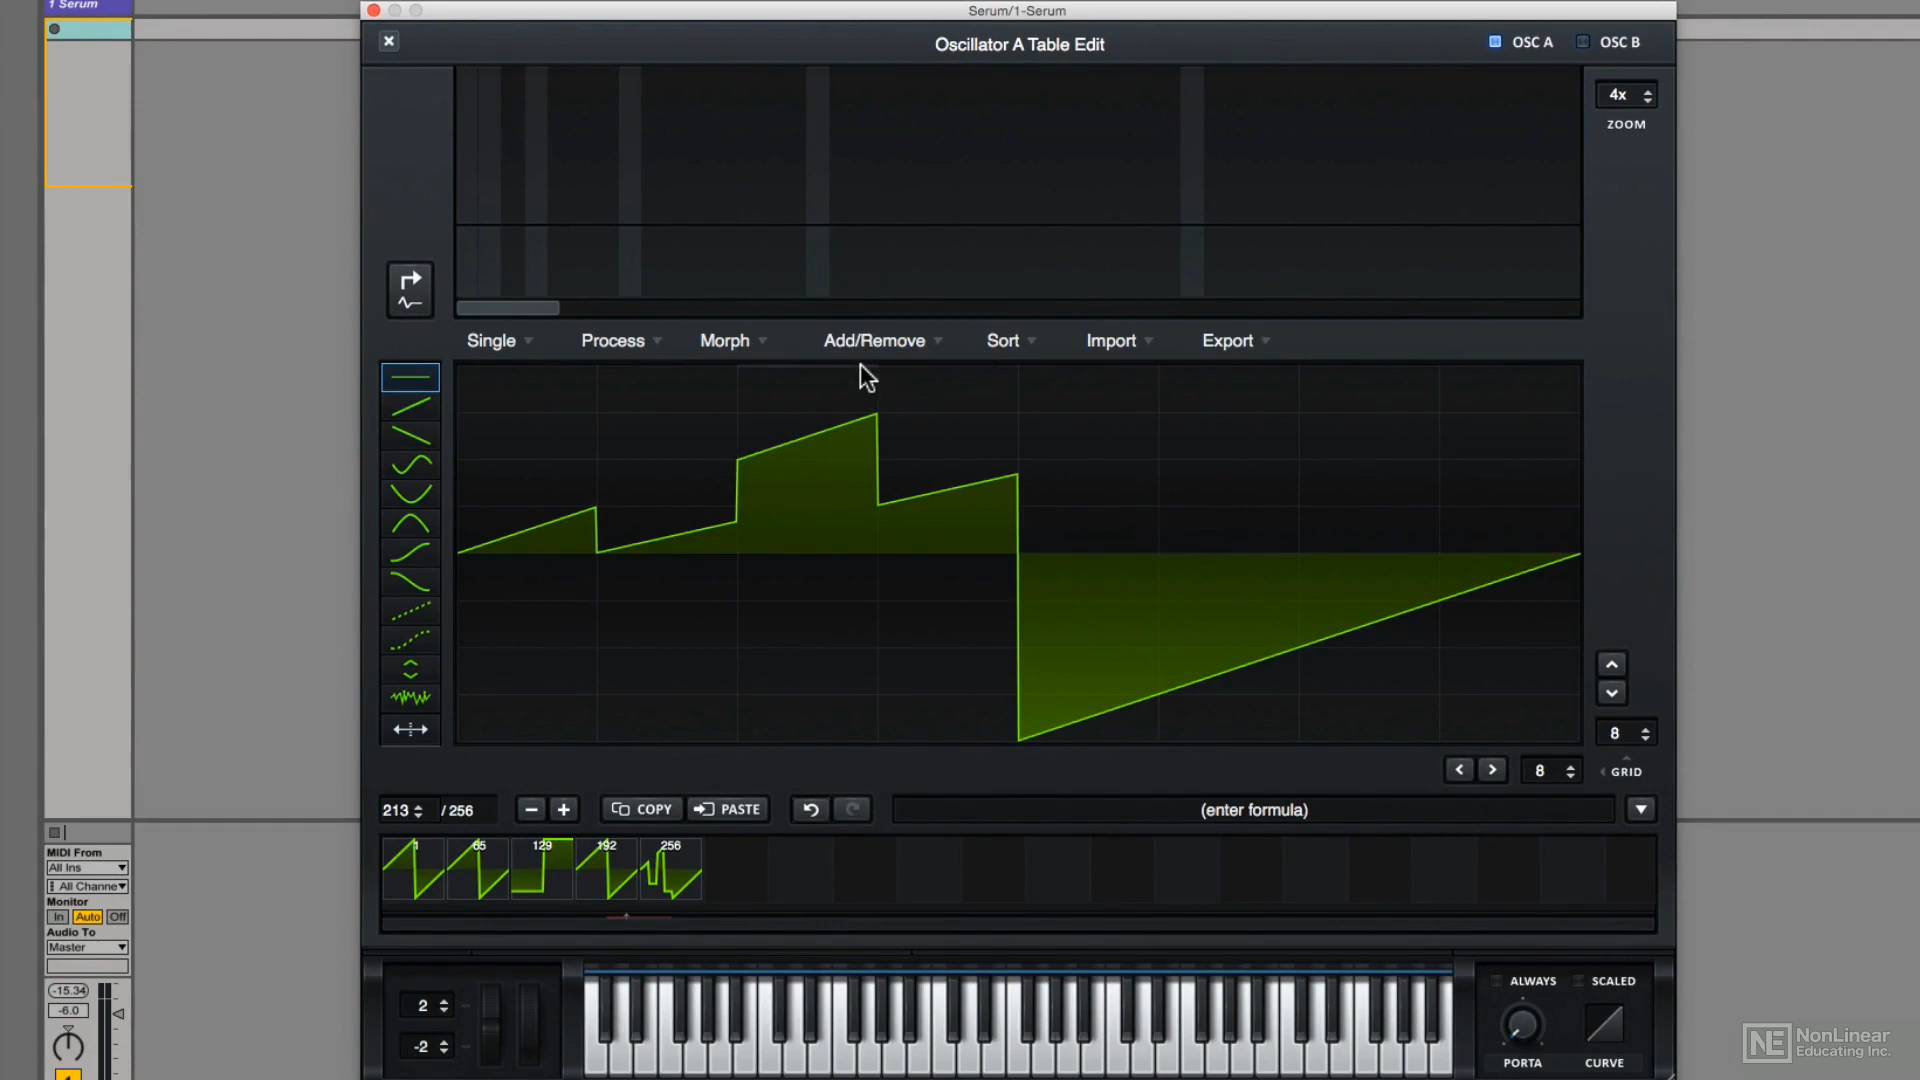 1 Serum
Serum/1-Serum
Oscillator A Table Edit
OSC A
OSC B
4x
ZOOM
Single
Process
Morph
Add/Remove
Sort
Import
Export
8
8
GRID
213
/ 256
COPY
PASTE
(enter formula)
1
65
129
192
256
MIDI From
All Ins
All Channe
Monitor
In
Auto
Off
Audio To
Master
-15.34
-6.0
1
2
-2
ALWAYS
SCALED
PORTA
CURVE
NE NonLinear
Educating Inc.